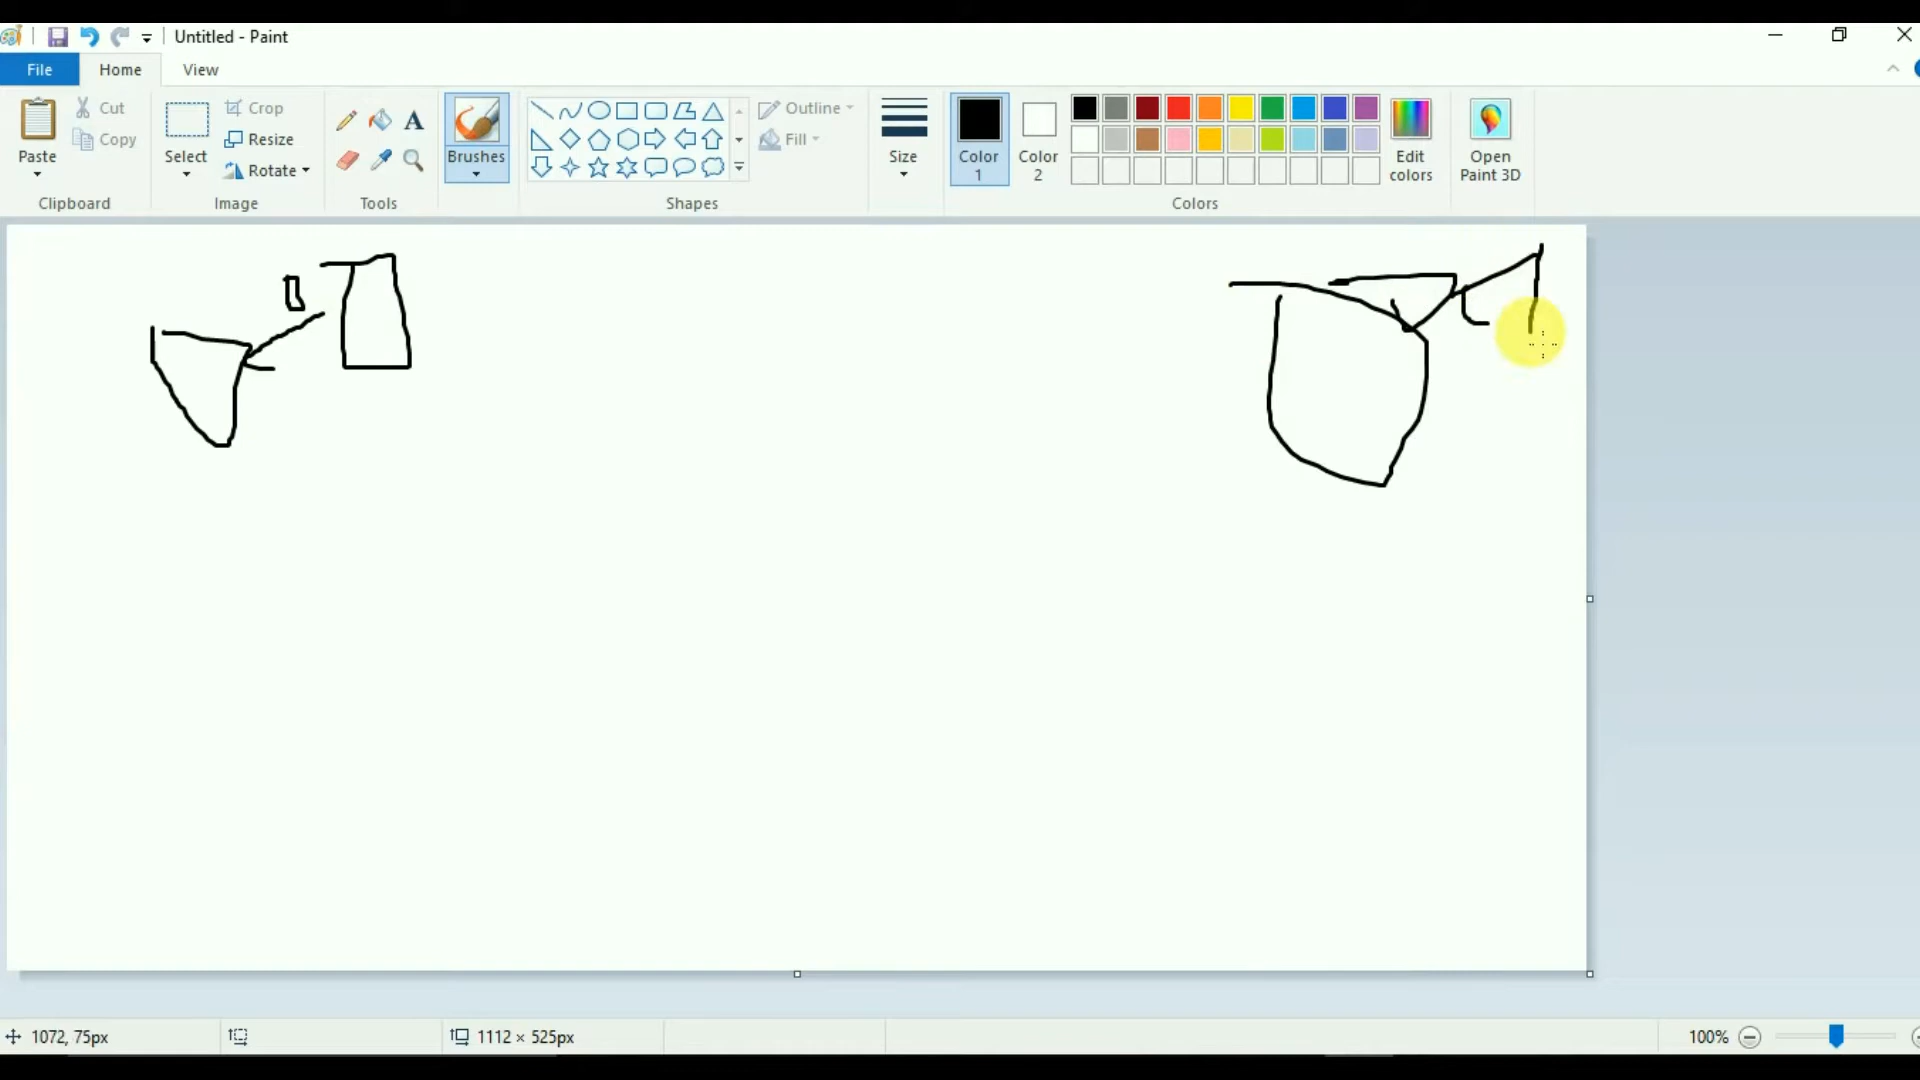 Untitled - Paint
File Home View
Paste Cut Copy
Select Crop Resize Rotate
A
Brushes
Outline Fill
Size
Color 1 Color 2
Edit colors
Open Paint 3D
Clipboard Image Tools Shapes Colors
1072, 75px 1112 × 525px 100%